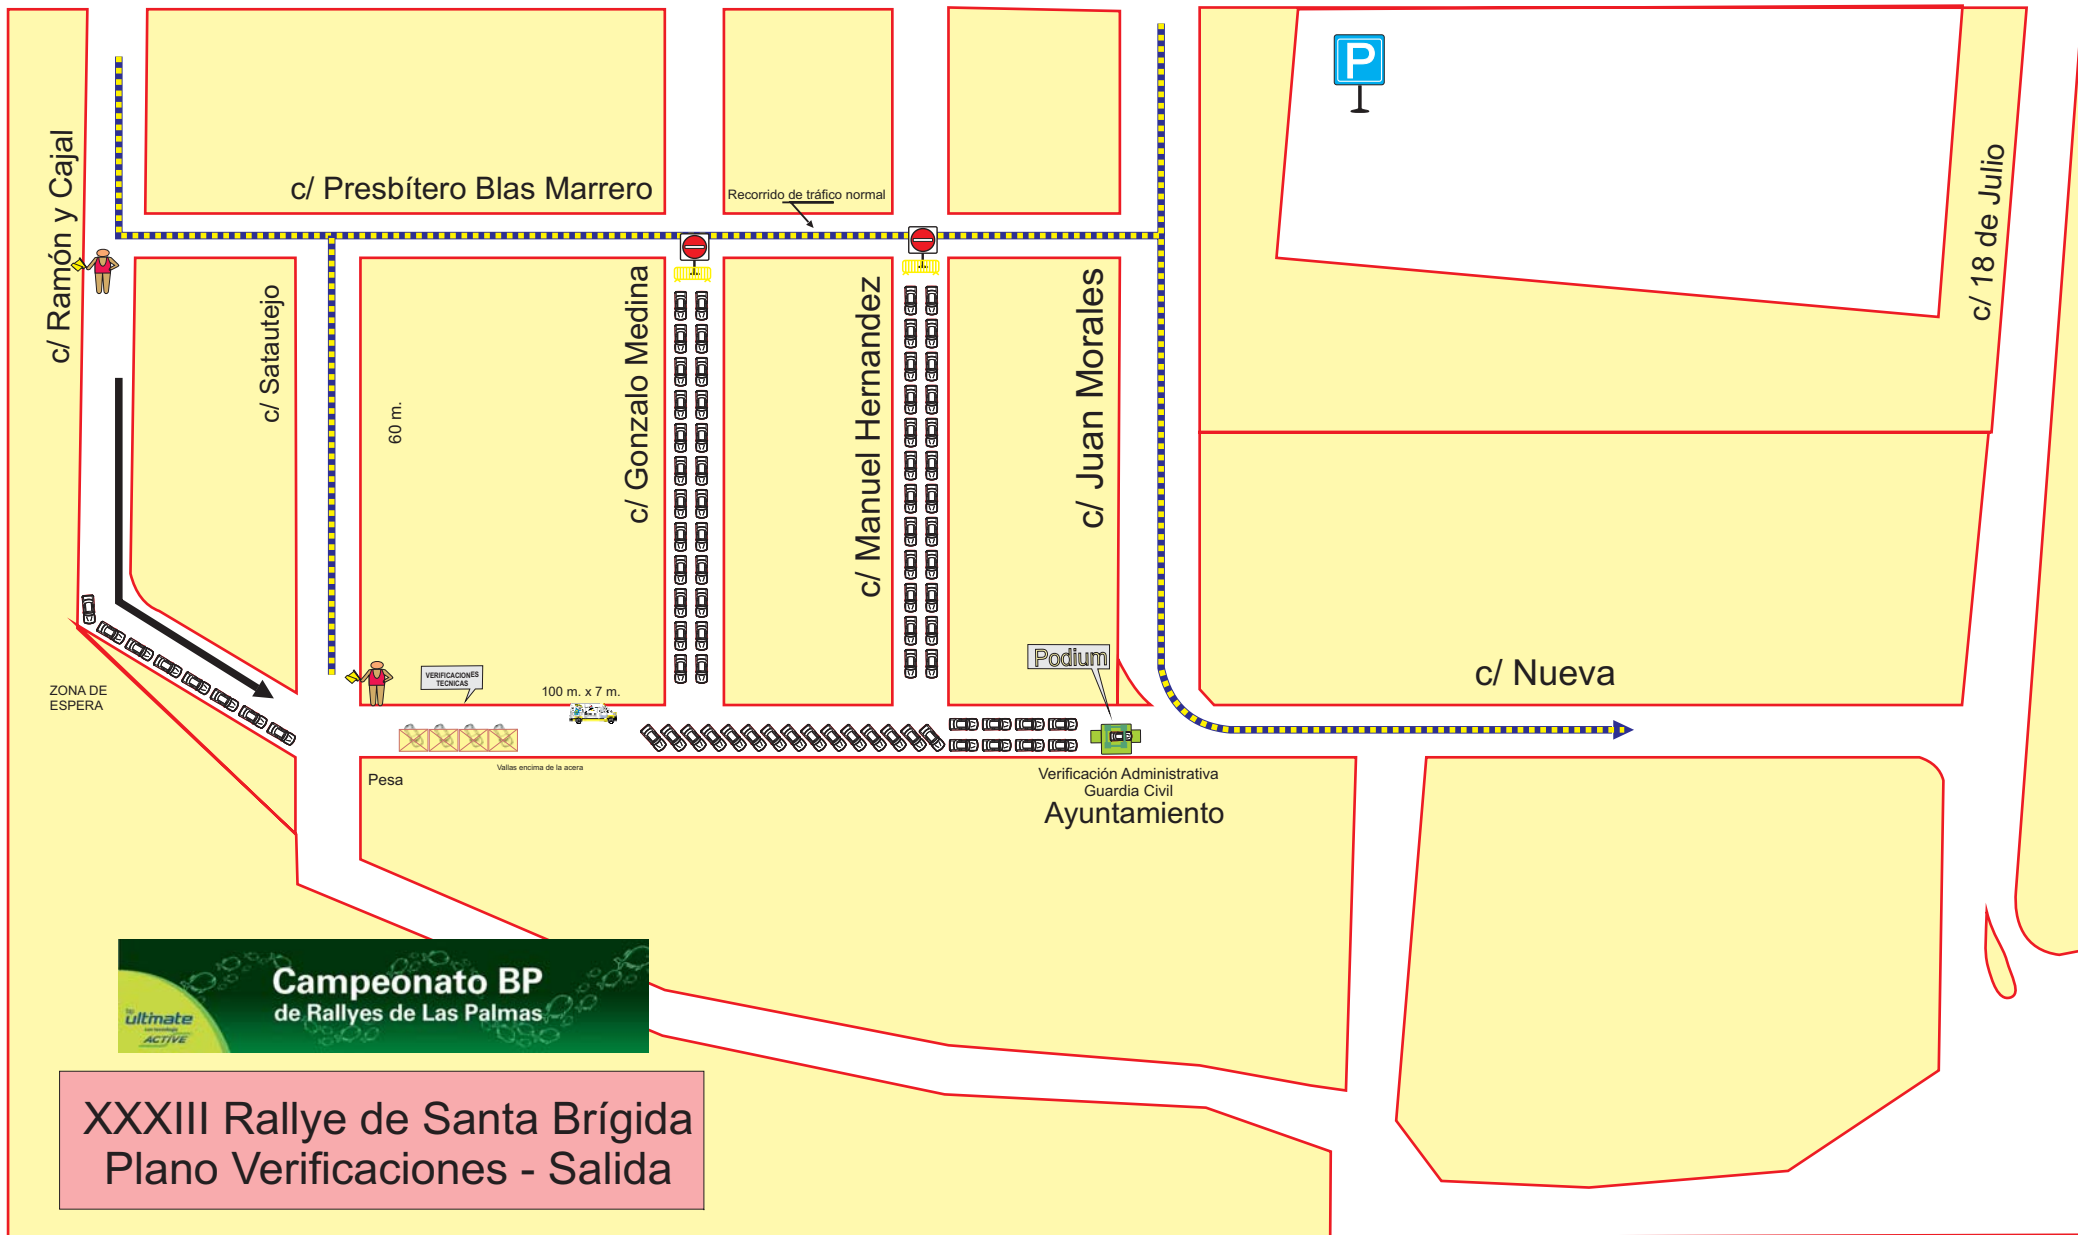 P
c/ Ramón y Cajal
c/ Presbítero Blas Marrero
Recorrido de tráfico normal
c/ 18 de Julio
c/ Satautejo
60 m.
c/ Gonzalo Medina
c/ Manuel Hernandez
c/ Juan Morales
Podium
c/ Nueva
VERIFICACIONES
TECNICAS
100 m. x 7 m.
ZONA DE
ESPERA
Vallas encima de la acera
Pesa
Verificación Administrativa
Guardia Civil
Ayuntamiento
Campeonato BP
de Rallyes de Las Palmas
ultimate
con tecnología
ACTIVE
XXXIII Rallye de Santa Brígida
Plano Verificaciones - Salida